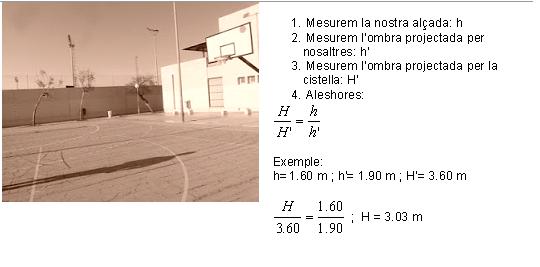 1. Mesurem la nostra alçada: h
2. Mesurem l'ombra projectada per
nosaltres: h'
3. Mesurem l'ombra projectada per la
cistella: H'
4. Aleshores:
H/H' = h/h'
Exemple:
h= 1.60 m ; h'= 1.90 m ; H'= 3.60 m
H/3.60 = 1.60/1.90 ; H = 3.03 m